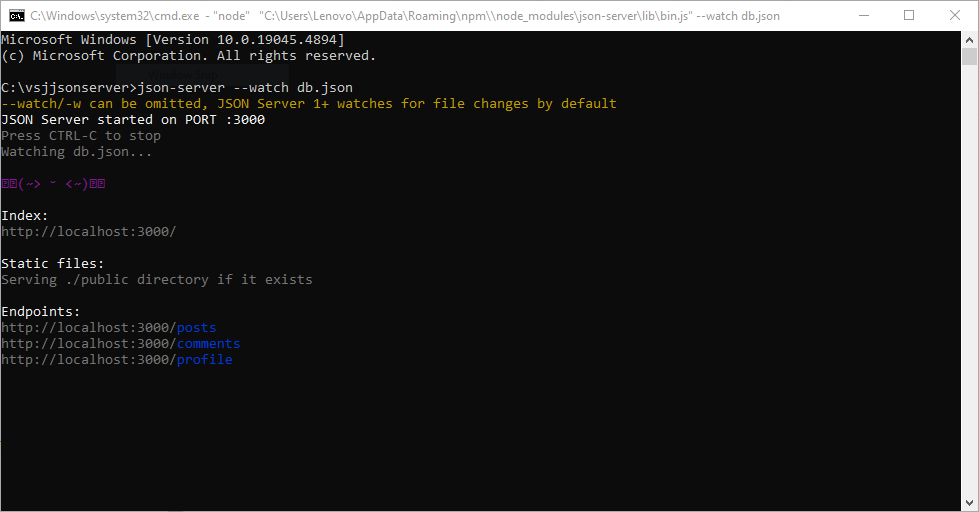 C:\Windows\system32\cmd.exe - "node" "C:\Users\Lenovo\AppData\Roaming\npm\\node_modules\json-server\lib\bin.js" --watch db.json
Microsoft Windows [Version 10.0.19045.4894]
(c) Microsoft Corporation. All rights reserved.
C:\vsjjsonserver>json-server --watch db.json
--watch/-w can be omitted, JSON Server 1+ watches for file changes by default
JSON Server started on PORT :3000
Press CTRL-C to stop
Watching db.json...
(~> ᵕ <~)
Index:
http://localhost:3000/
Static files:
Serving ./public directory if it exists
Endpoints:
http://localhost:3000/posts
http://localhost:3000/comments
http://localhost:3000/profile